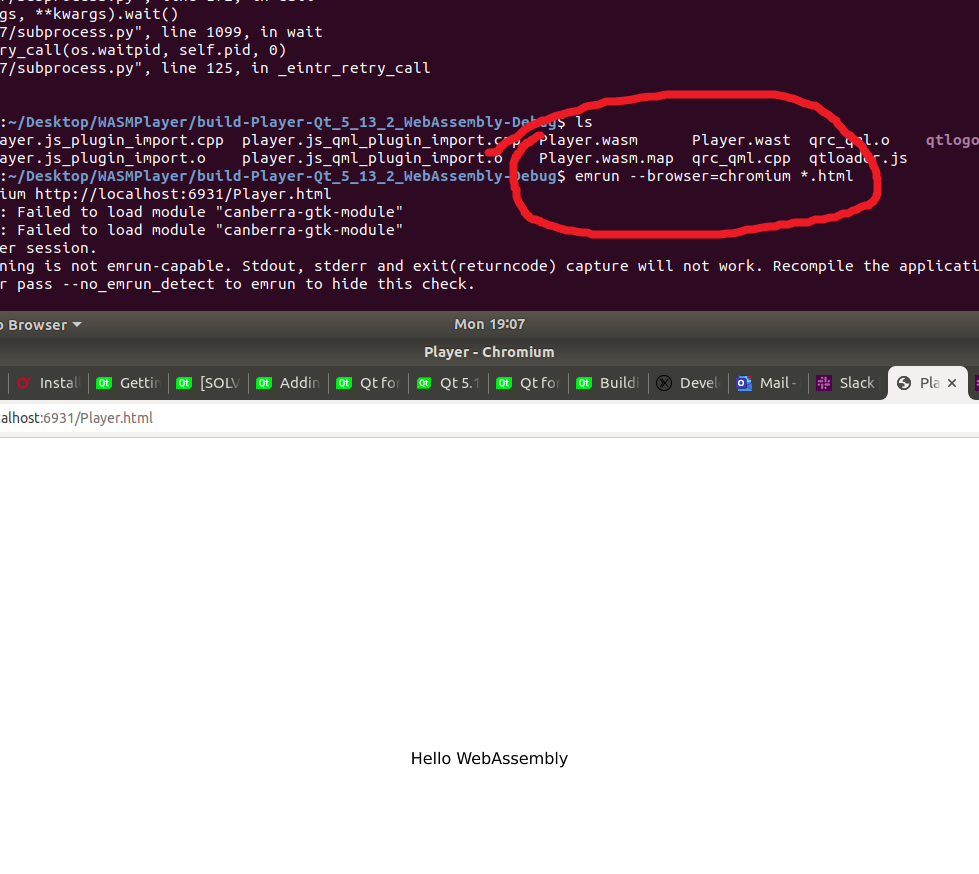 gs, **kwargs).wait()
7/subprocess.py", line 1099, in wait
ry_call(os.waitpid, self.pid, 0)
7/subprocess.py", line 125, in _eintr_retry_call
:~/Desktop/WASMPlayer/build-Player-Qt_5_13_2_WebAssembly-Debug$ ls
ayer.js_plugin_import.cpp player.js_qml_plugin_import.cpp Player.wasm Player.wast qrc_qml.o qtlogo
ayer.js_plugin_import.o player.js_qml_plugin_import.o Player.wasm.map qrc_qml.cpp qtloader.js
:~/Desktop/WASMPlayer/build-Player-Qt_5_13_2_WebAssembly-Debug$ emrun --browser=chromium *.html
ium http://localhost:6931/Player.html
: Failed to load module "canberra-gtk-module"
: Failed to load module "canberra-gtk-module"
er session.
ning is not emrun-capable. Stdout, stderr and exit(returncode) capture will not work. Recompile the applicati
r pass --no_emrun_detect to emrun to hide this check.
b Browser Mon 19:07
Player - Chromium
Instal Gettin [SOLV Addin Qt for Qt 5.1 Qt for Buildi Devel Mail - Slack Pla
alhost:6931/Player.html
Hello WebAssembly